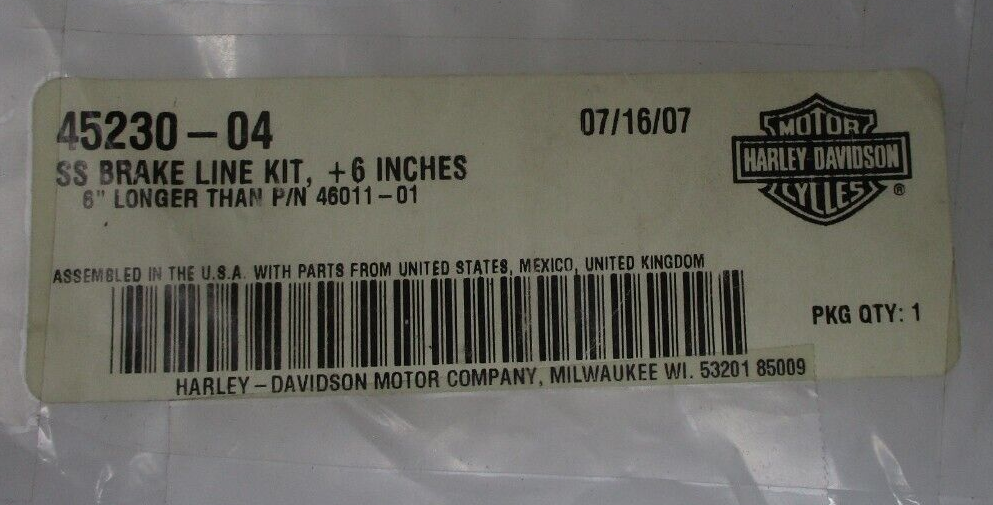 45230-04
07/16/07
SS BRAKE LINE KIT, +6 INCHES
6" LONGER THAN P/N 46011-01
MOTOR
HARLEY-DAVIDSON
CYCLES ®
ASSEMBLED IN THE U.S.A. WITH PARTS FROM UNITED STATES, MEXICO, UNITED KINGDOM
PKG QTY: 1
HARLEY-DAVIDSON MOTOR COMPANY, MILWAUKEE WI. 53201 85009